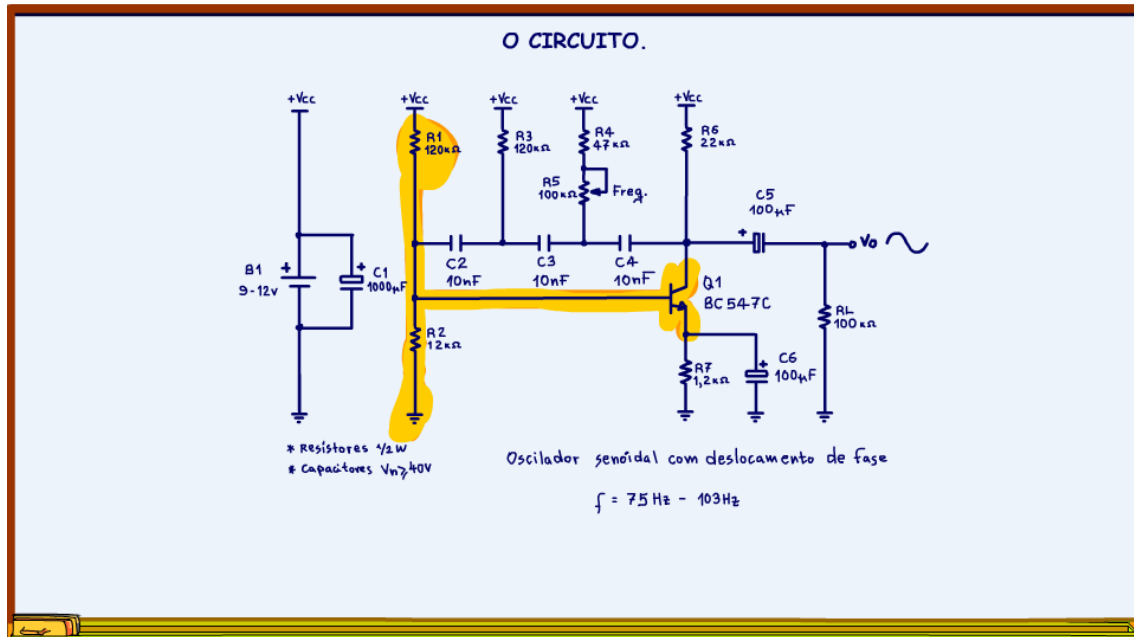 O CIRCUITO.
+Vcc
+Vcc
+Vcc
+Vcc
+Vcc
R1
120KΩ
R3
120KΩ
R4
47KΩ
R6
22KΩ
R5
100KΩ
Freq.
C5
100µF
+
Vo
B1
9-12V
+
C1
1000µF
+
C2
10nF
C3
10nF
C4
10nF
Q1
BC547C
R2
12KΩ
R7
1,2KΩ
C6
100µF
+
RL
100KΩ
* Resistores 1/2W
* Capacitores Vn≥40V
Oscilador senóidal com deslocamento de fase
f = 75Hz - 103Hz